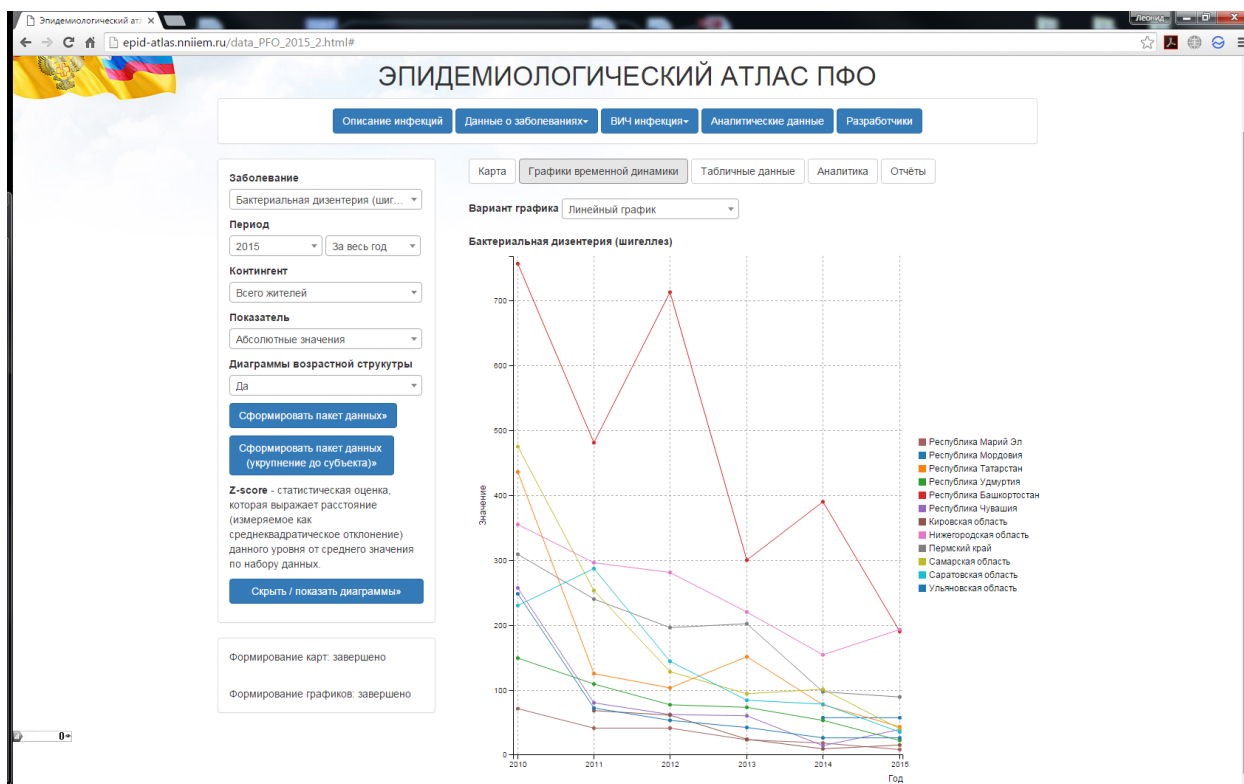 Эпидемиологический ат
Леонид
epid-atlas.nniiem.ru/data_PFO_2015_2.html#
ЭПИДЕМИОЛОГИЧЕСКИЙ АТЛАС ПФО
Описание инфекций
Данные о заболеваниях
ВИЧ инфекция
Аналитические данные
Разработчики
Заболевание
Бактериальная дизентерия (шиг...
Период
2015
За весь год
Контингент
Всего жителей
Показатель
Абсолютные значения
Диаграммы возрастной струкутры
Да
Сформировать пакет данных»
Сформировать пакет данных
(укрупнение до субъекта)»
Z-score - статистическая оценка,
которая выражает расстояние
(измеряемое как
среднеквадратическое отклонение)
данного уровня от среднего значения
по набору данных.
Скрыть / показать диаграммы»
Формирование карт: завершено
Формирование графиков: завершено
0
Карта
Графики временной динамики
Табличные данные
Аналитика
Отчёты
Вариант графика
Линейный график
Бактериальная дизентерия (шигеллез)
Значение
700
600
500
400
300
200
100
0
2010
2011
2012
2013
2014
2015
Год
Республика Марий Эл
Республика Мордовия
Республика Татарстан
Республика Удмуртия
Республика Башкортостан
Республика Чувашия
Кировская область
Нижегородская область
Пермский край
Самарская область
Саратовская область
Ульяновская область